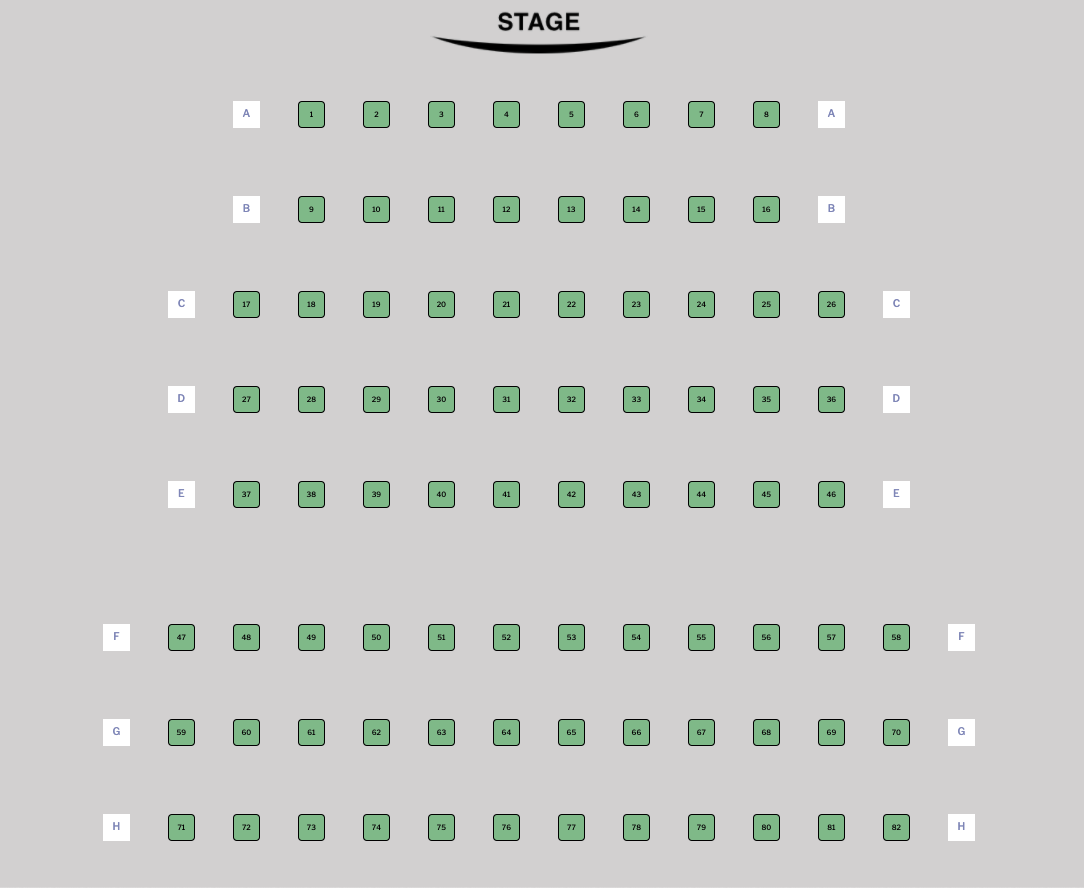 STAGE
A 1 2 3 4 5 6 7 8 A
B 9 10 11 12 13 14 15 16 B
C 17 18 19 20 21 22 23 24 25 26 C
D 27 28 29 30 31 32 33 34 35 36 D
E 37 38 39 40 41 42 43 44 45 46 E
F 47 48 49 50 51 52 53 54 55 56 57 58 F
G 59 60 61 62 63 64 65 66 67 68 69 70 G
H 71 72 73 74 75 76 77 78 79 80 81 82 H